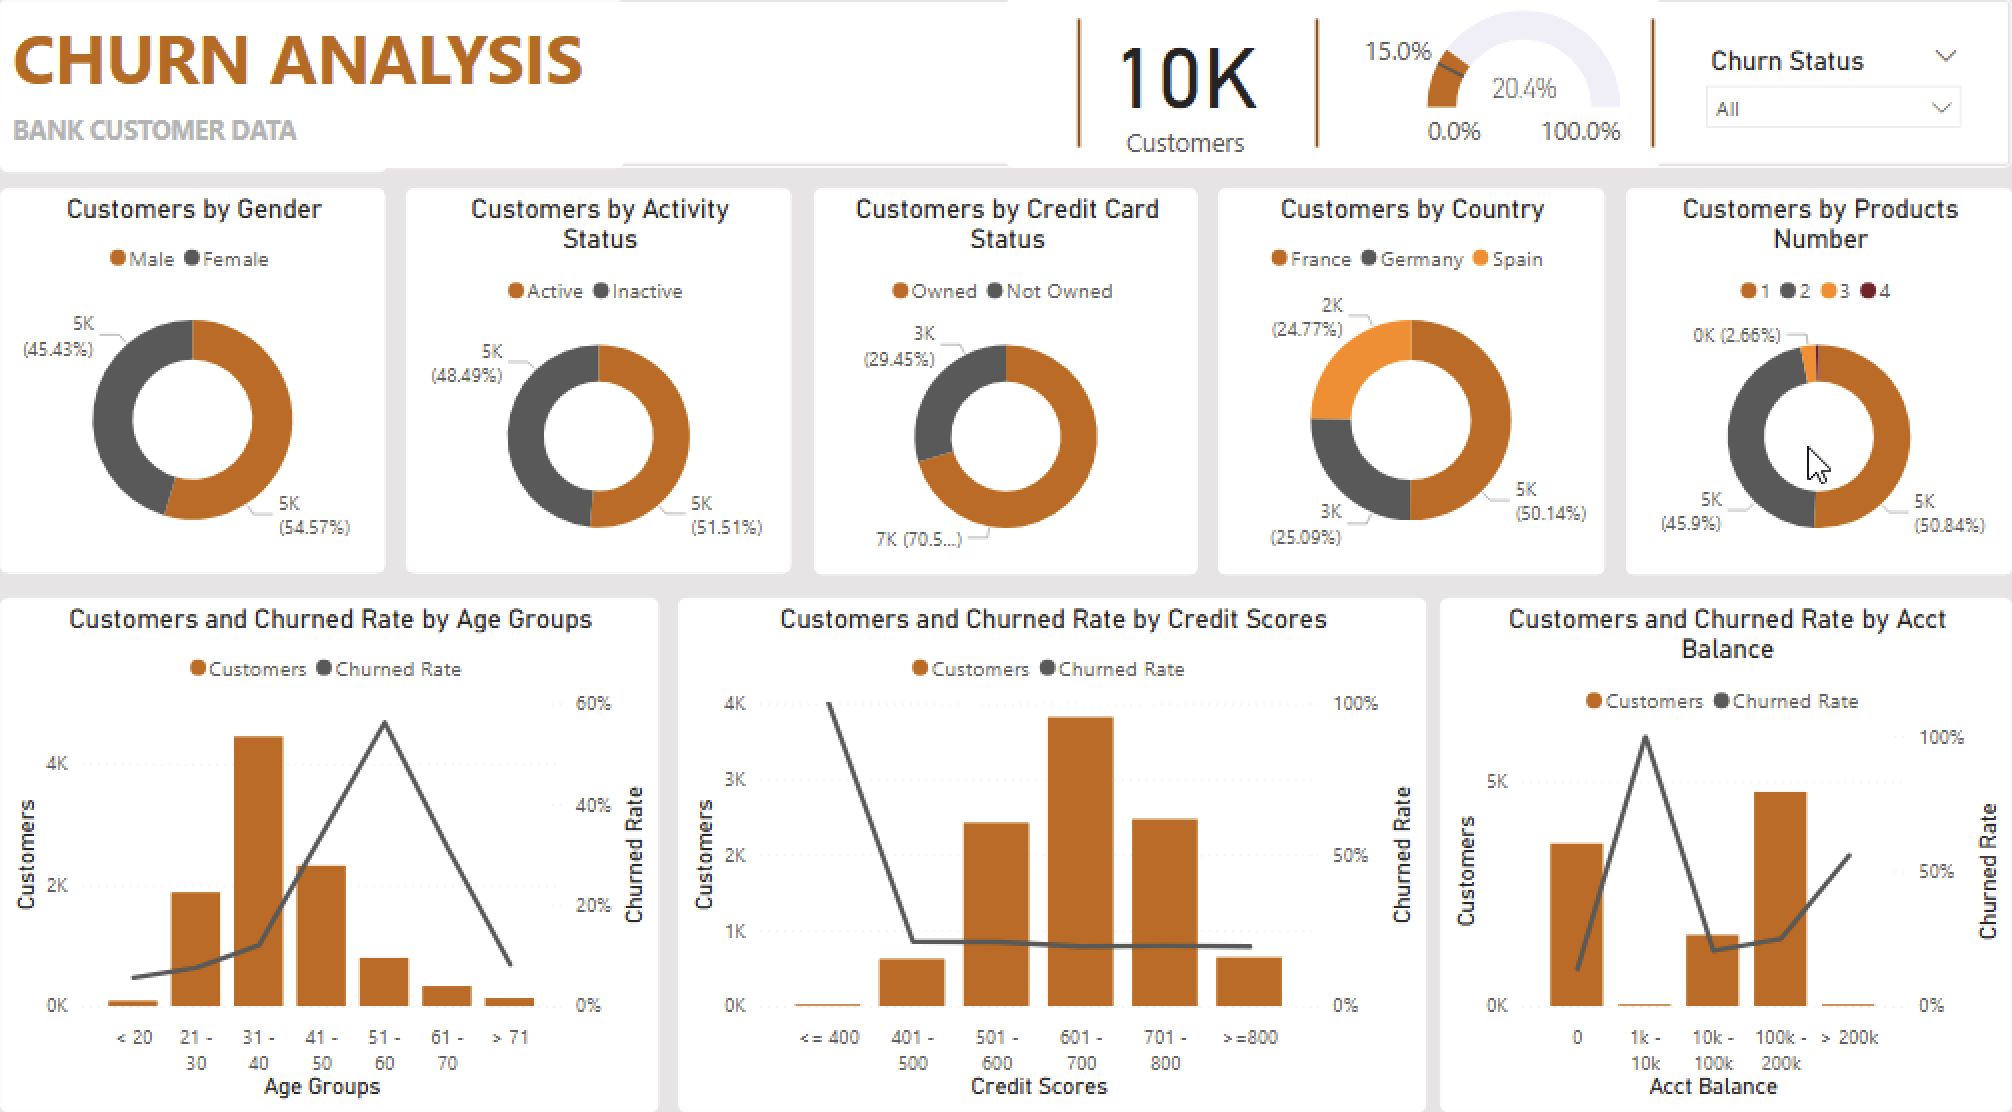 CHURN ANALYSIS
BANK CUSTOMER DATA
10K
Customers
15.0%
20.4%
0.0%
100.0%
Churn Status
All
Customers by Gender
Male Female
5K
(45.43%)
5K
(54.57%)
Customers by Activity
Status
Active Inactive
5K
(48.49%)
5K
(51.51%)
Customers by Credit Card
Status
Owned Not Owned
3K
(29.45%)
7K (70.5...)
Customers by Country
France Germany Spain
2K
(24.77%)
3K
(25.09%)
5K
(50.14%)
Customers by Products
Number
1 2 3 4
0K (2.66%)
5K
(45.9%)
5K
(50.84%)
Customers and Churned Rate by Age Groups
Customers Churned Rate
60%
4K
40%
2K
20%
0K
0%
Customers
Churned Rate
< 20 21 - 31 - 41 - 51 - 61 - > 71
30 40 50 60 70
Age Groups
Customers and Churned Rate by Credit Scores
Customers Churned Rate
4K
100%
3K
2K
50%
1K
0K
0%
Customers
Churned Rate
<= 400 401 - 501 - 601 - 701 - >=800
500 600 700 800
Credit Scores
Customers and Churned Rate by Acct
Balance
Customers Churned Rate
100%
5K
50%
0K
0%
Customers
Churned Rate
0 1k - 10k - 100k - > 200k
10k 100k 200k
Acct Balance